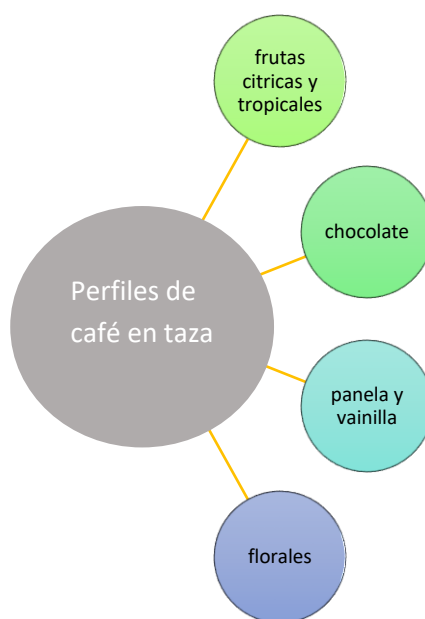 frutas
citricas y
tropicales
chocolate
Perfiles de
café en taza
panela y
vainilla
florales